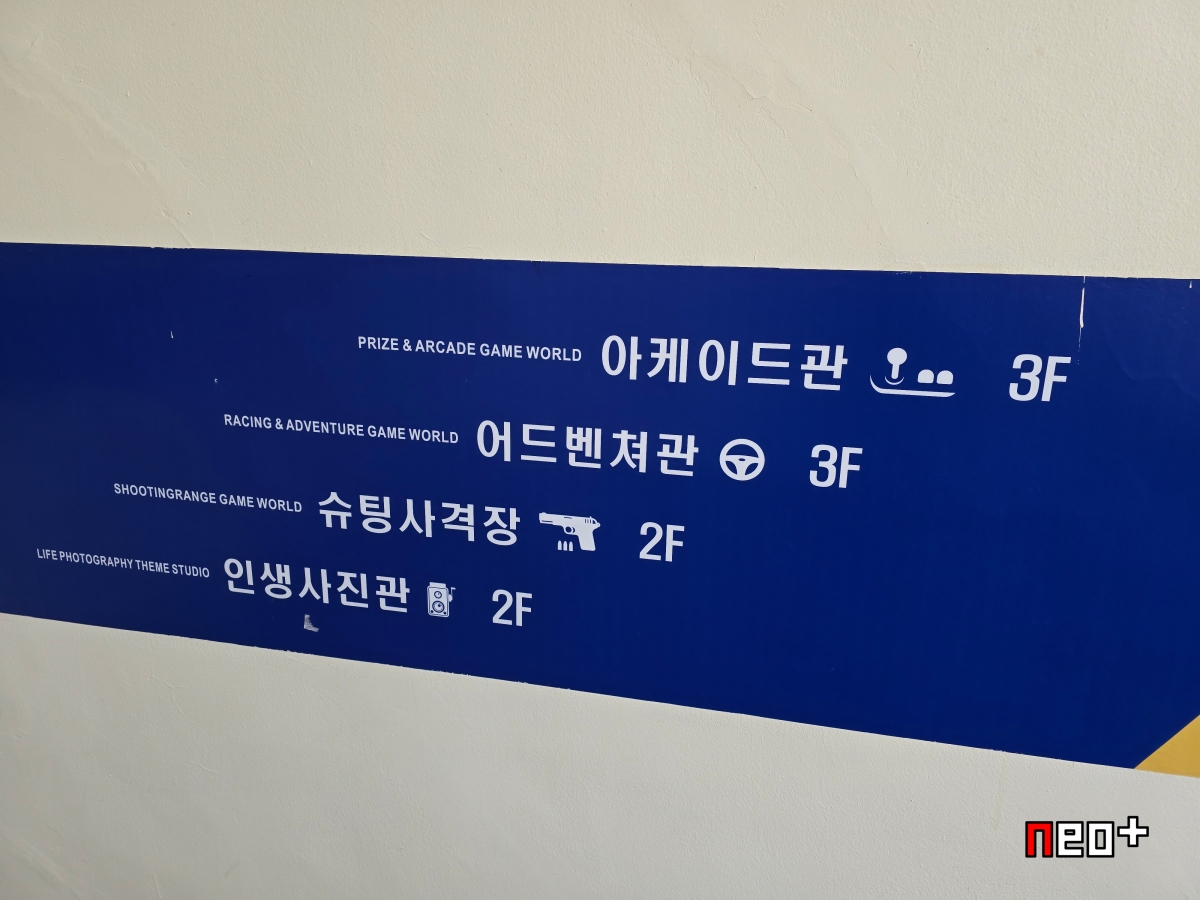 PRIZE & ARCADE GAME WORLD 아케이드관 3F
RACING & ADVENTURE GAME WORLD 어드벤쳐관 3F
SHOOTINGRANGE GAME WORLD 슈팅사격장 2F
LIFE PHOTOGRAPHY THEME STUDIO 인생사진관 2F
neo+